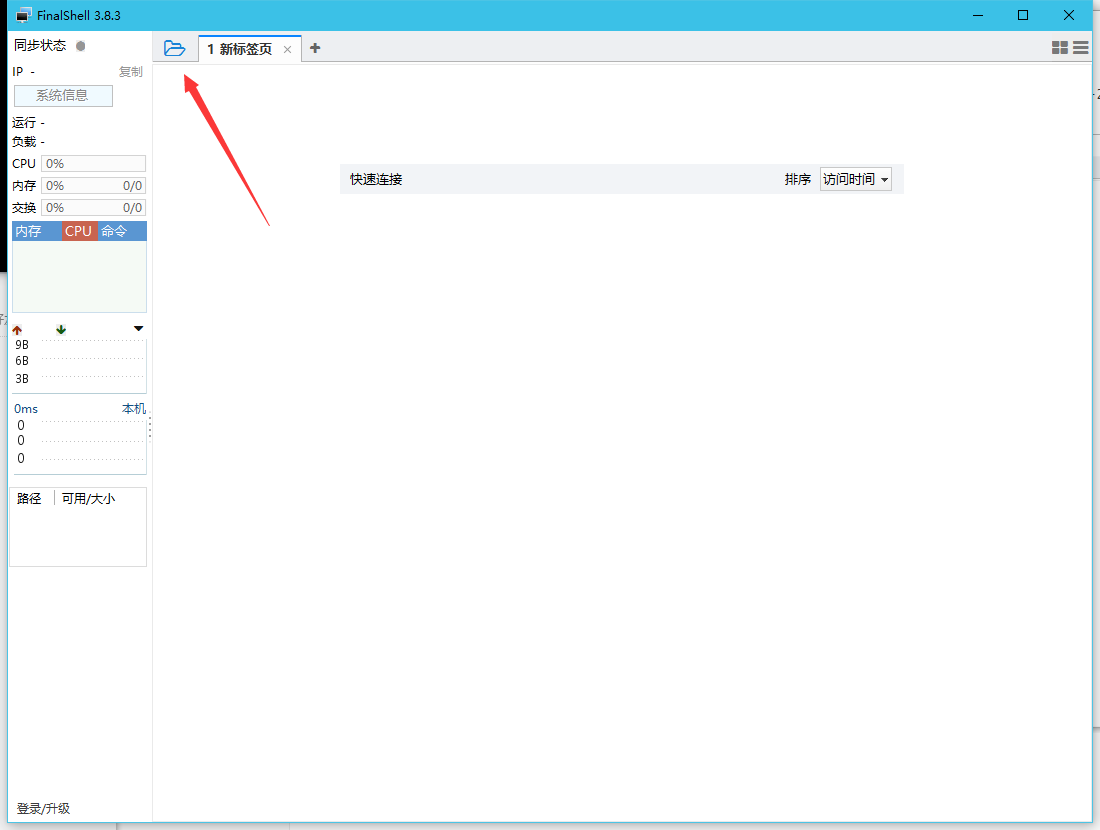 FinalShell 3.8.3
同步状态
1 新标签页
IP -
复制
系统信息
运行 -
负载 -
CPU 0%
内存 0% 0/0
交换 0% 0/0
内存 CPU 命令
9B
6B
3B
0ms 本机
0
0
0
路径 可用/大小
登录/升级
快速连接 排序 访问时间